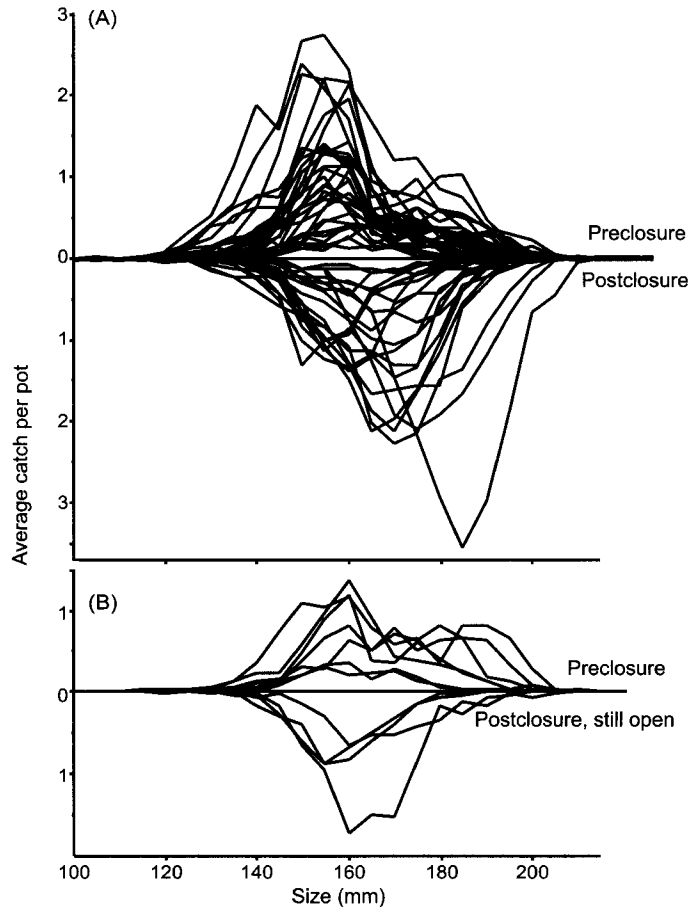 (A)
3
2
1
0
1
2
3
Preclosure
Postclosure
Average catch per pot
(B)
1
0
1
Preclosure
Postclosure, still open
100 120 140 160 180 200
Size (mm)